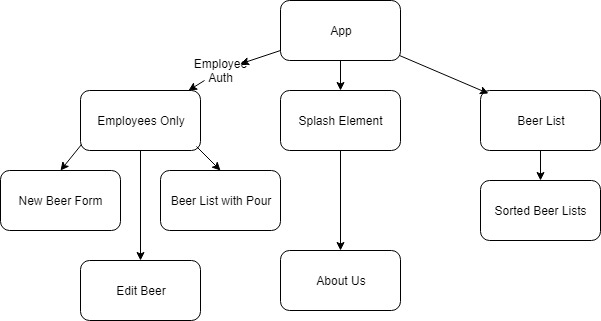 App
Employee
Auth
Employees Only
Splash Element
Beer List
New Beer Form
Beer List with Pour
Sorted Beer Lists
Edit Beer
About Us